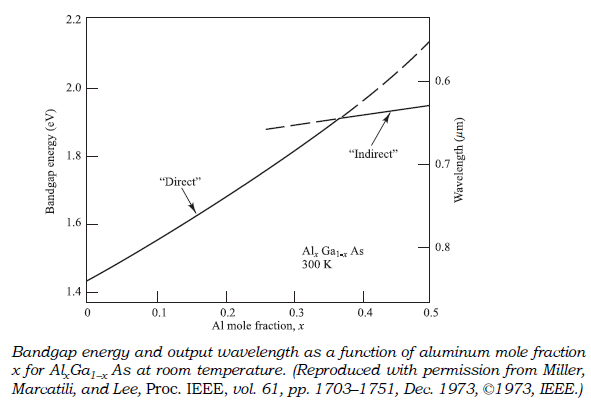 2.2
2.0
1.8
1.6
1.4
Bandgap energy (eV)
0.6
0.7
0.8
Wavelength (µm)
"Direct"
"Indirect"
AlₓGa₁₋ₓAs
300 K
0 0.1 0.2 0.3 0.4 0.5
Al mole fraction, x
Bandgap energy and output wavelength as a function of aluminum mole fraction
x for AlₓGa₁₋ₓ As at room temperature. (Reproduced with permission from Miller,
Marcatili, and Lee, Proc. IEEE, vol. 61, pp. 1703–1751, Dec. 1973, ©1973, IEEE.)